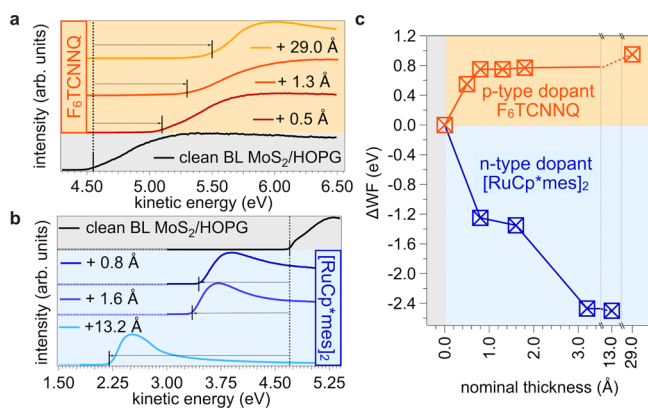 a
F₆TCNNQ
intensity (arb. units)
+ 29.0 Å
+ 1.3 Å
+ 0.5 Å
clean BL MoS₂/HOPG
4.50 5.00 5.50 6.00 6.50
kinetic energy (eV)
b
intensity (arb. units)
clean BL MoS₂/HOPG
+ 0.8 Å
+ 1.6 Å
+13.2 Å
[RuCp*mes]₂
1.50 2.25 3.00 3.75 4.50 5.25
kinetic energy (eV)
c
ΔWF (eV)
1.2
0.8
0.4
0.0
-0.4
-0.8
-1.2
-1.6
-2.0
-2.4
p-type dopant
F₆TCNNQ
n-type dopant
[RuCp*mes]₂
0.0 1.0 2.0 3.0 13.0 29.0
nominal thickness (Å)